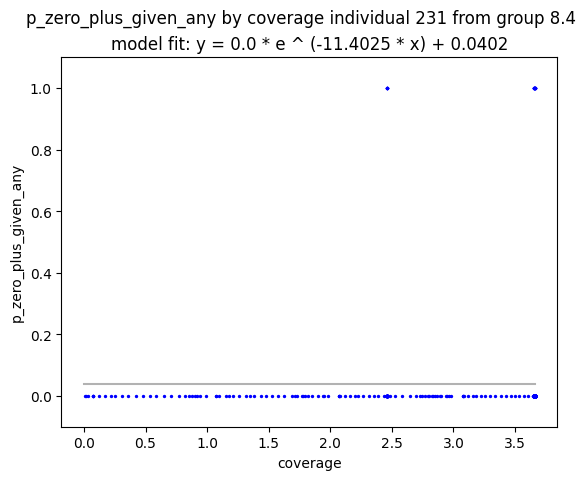 p_zero_plus_given_any by coverage individual 231 from group 8.4
model fit: y = 0.0 * e ^ (-11.4025 * x) + 0.0402
p_zero_plus_given_any
1.0
0.8
0.6
0.4
0.2
0.0
0.0 0.5 1.0 1.5 2.0 2.5 3.0 3.5
coverage